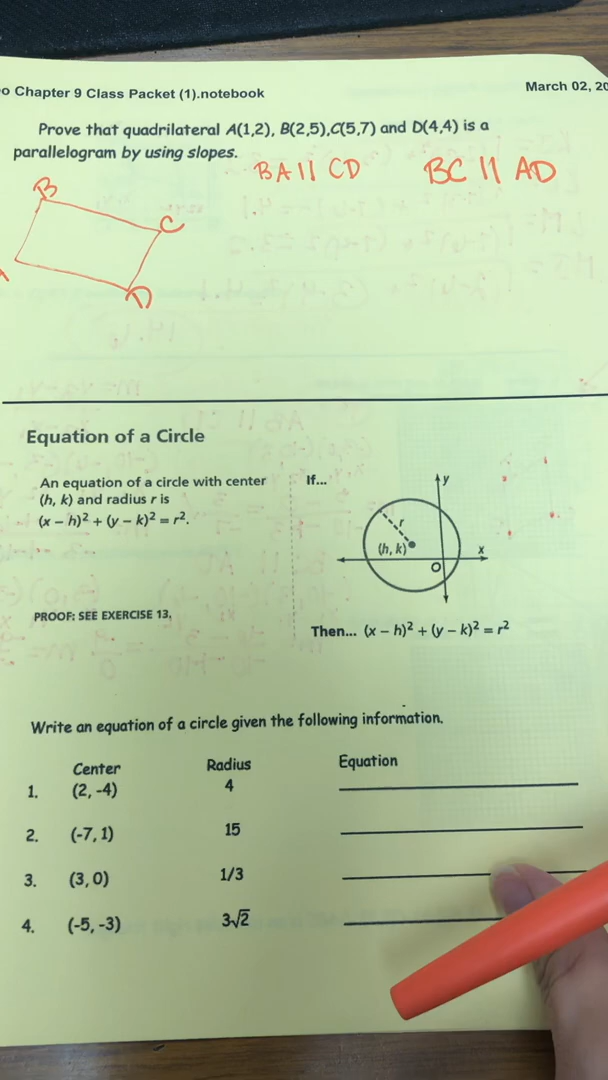 o Chapter 9 Class Packet (1).notebook
March 02, 20
Prove that quadrilateral A(1,2), B(2,5),C(5,7) and D(4,4) is a
parallelogram by using slopes.
BA || CD
BC || AD
B
C
D
Equation of a Circle
An equation of a circle with center
(h, k) and radius r is
(x – h)² + (y – k)² = r².
If...
y
r
(h, k)
x
O
PROOF: SEE EXERCISE 13.
Then... (x – h)² + (y – k)² = r²
Write an equation of a circle given the following information.
Center Radius Equation
1. (2, -4) 4
2. (-7, 1) 15
3. (3, 0) 1/3
4. (-5, -3) 3√2